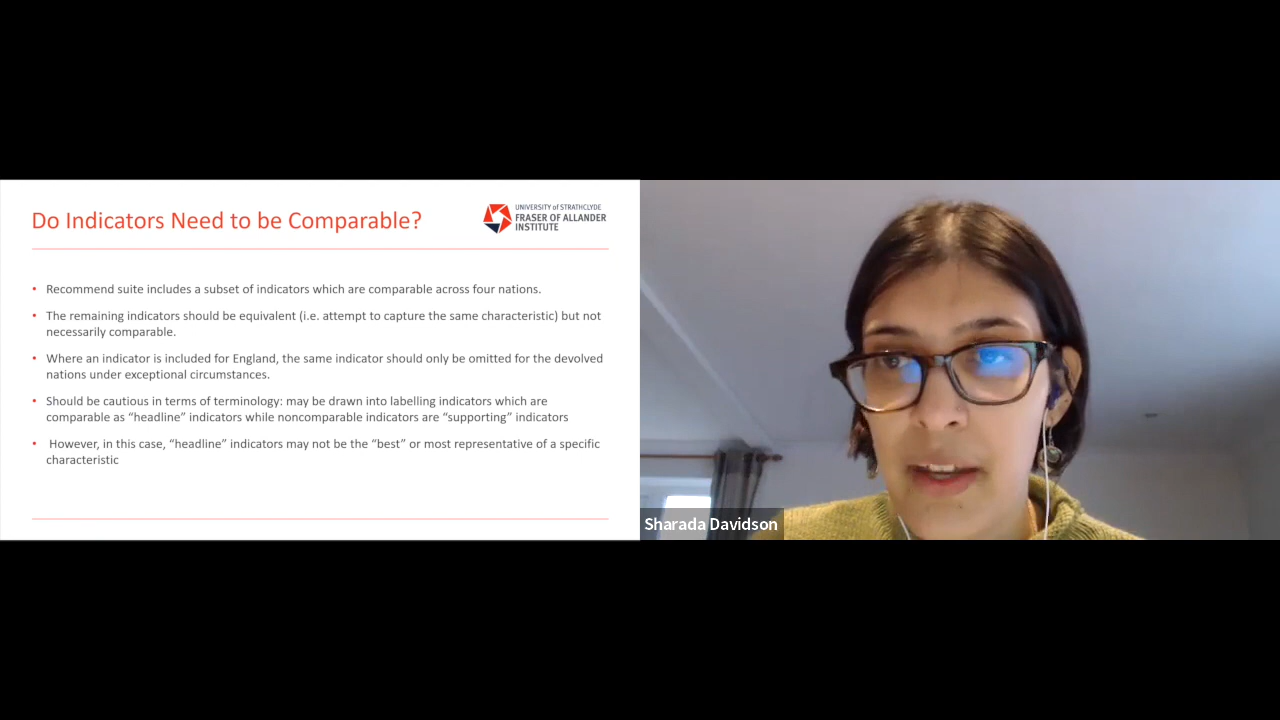 Do Indicators Need to be Comparable?
UNIVERSITY of STRATHCLYDE
FRASER OF ALLANDER
INSTITUTE
• Recommend suite includes a subset of indicators which are comparable across four nations.
• The remaining indicators should be equivalent (i.e. attempt to capture the same characteristic) but not
necessarily comparable.
• Where an indicator is included for England, the same indicator should only be omitted for the devolved
nations under exceptional circumstances.
• Should be cautious in terms of terminology: may be drawn into labelling indicators which are
comparable as “headline” indicators while noncomparable indicators are “supporting” indicators
• However, in this case, “headline” indicators may not be the “best” or most representative of a specific
characteristic
Sharada Davidson